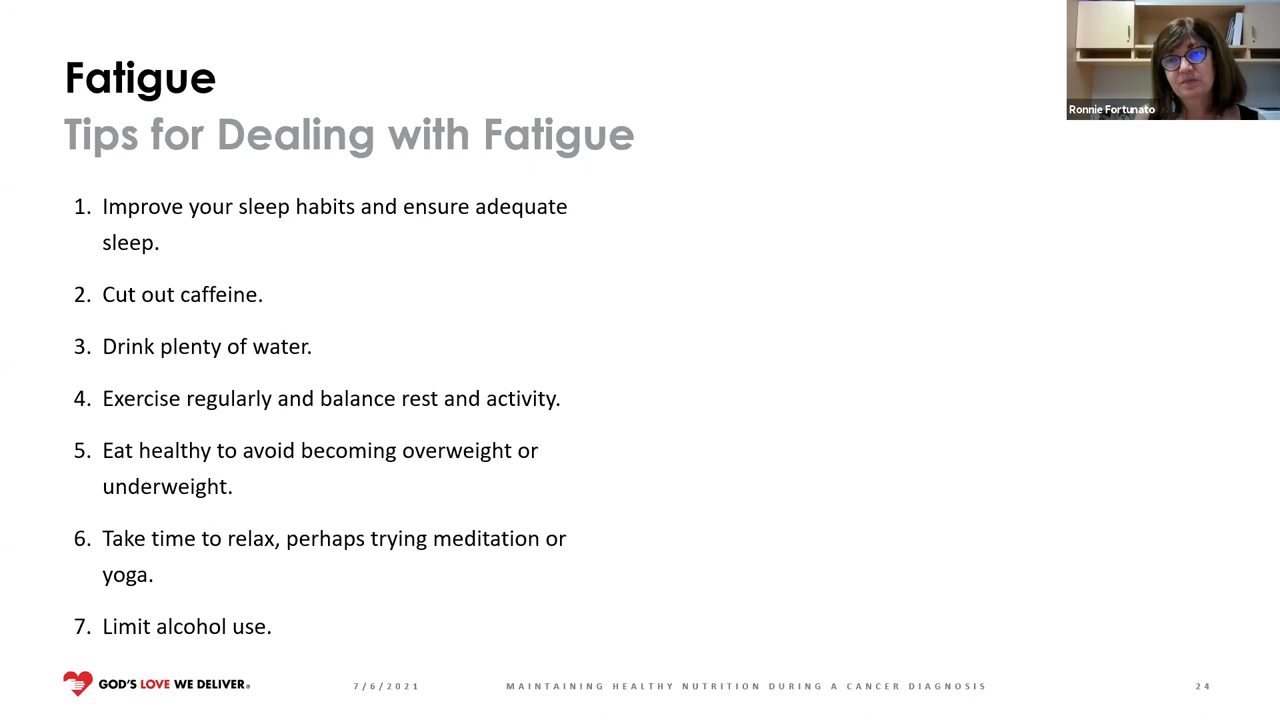 Fatigue
Tips for Dealing with Fatigue
1. Improve your sleep habits and ensure adequate
sleep.
2. Cut out caffeine.
3. Drink plenty of water.
4. Exercise regularly and balance rest and activity.
5. Eat healthy to avoid becoming overweight or
underweight.
6. Take time to relax, perhaps trying meditation or
yoga.
7. Limit alcohol use.
GOD'S LOVE WE DELIVER®
7/6/2021
MAINTAINING HEALTHY NUTRITION DURING A CANCER DIAGNOSIS
24
Ronnie Fortunato